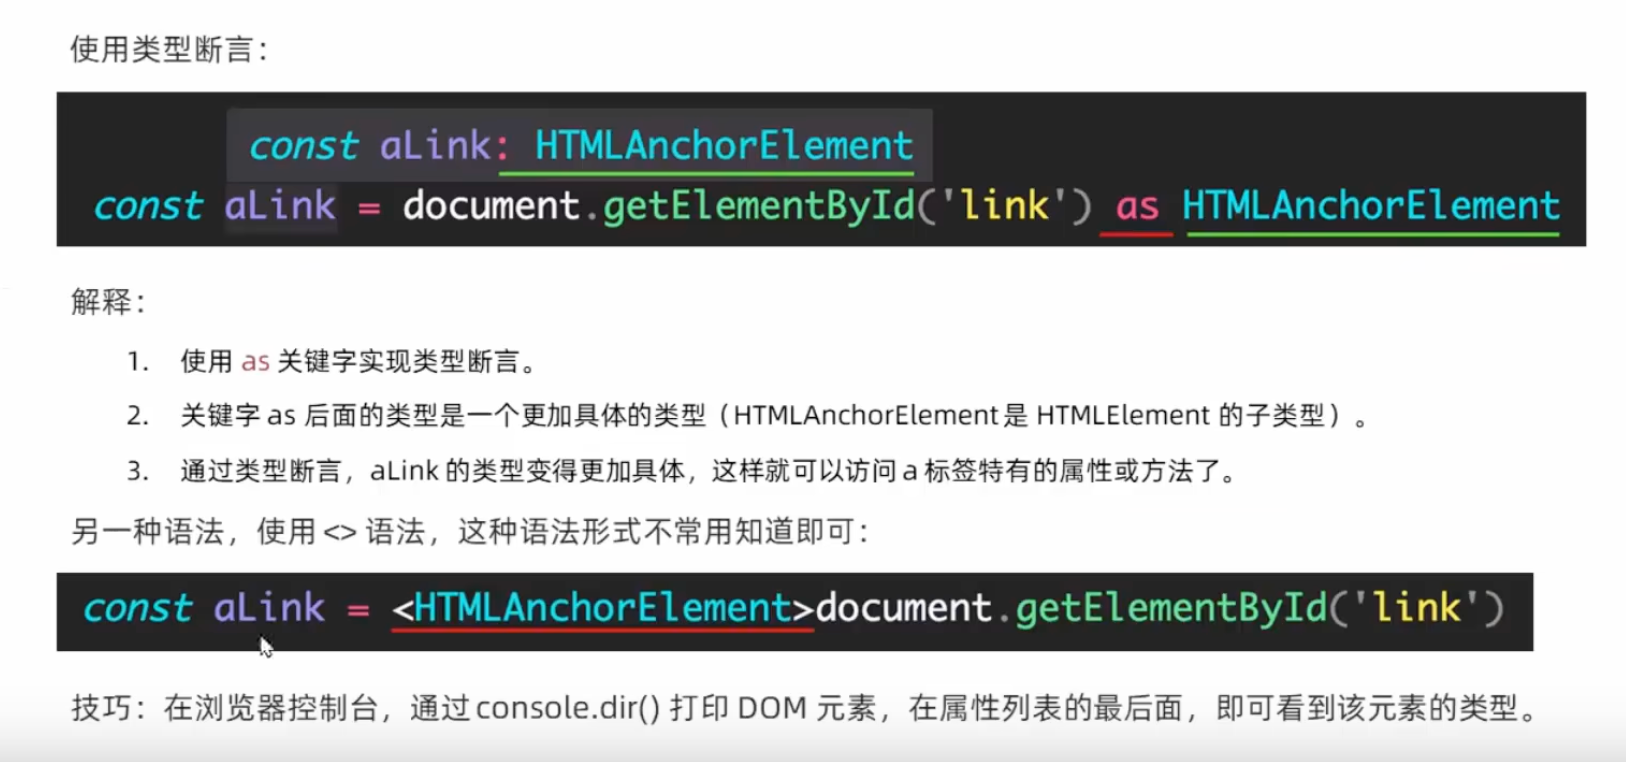 使用类型断言：
const aLink: HTMLAnchorElement
const aLink = document.getElementById('link') as HTMLAnchorElement
解释：
1. 使用 as 关键字实现类型断言。
2. 关键字 as 后面的类型是一个更加具体的类型（HTMLAnchorElement 是 HTMLElement 的子类型）。
3. 通过类型断言，aLink 的类型变得更加具体，这样就可以访问 a 标签特有的属性或方法了。
另一种语法，使用 <> 语法，这种语法形式不常用知道即可：
const aLink = <HTMLAnchorElement>document.getElementById('link')
技巧：在浏览器控制台，通过 console.dir() 打印 DOM 元素，在属性列表的最后面，即可看到该元素的类型。